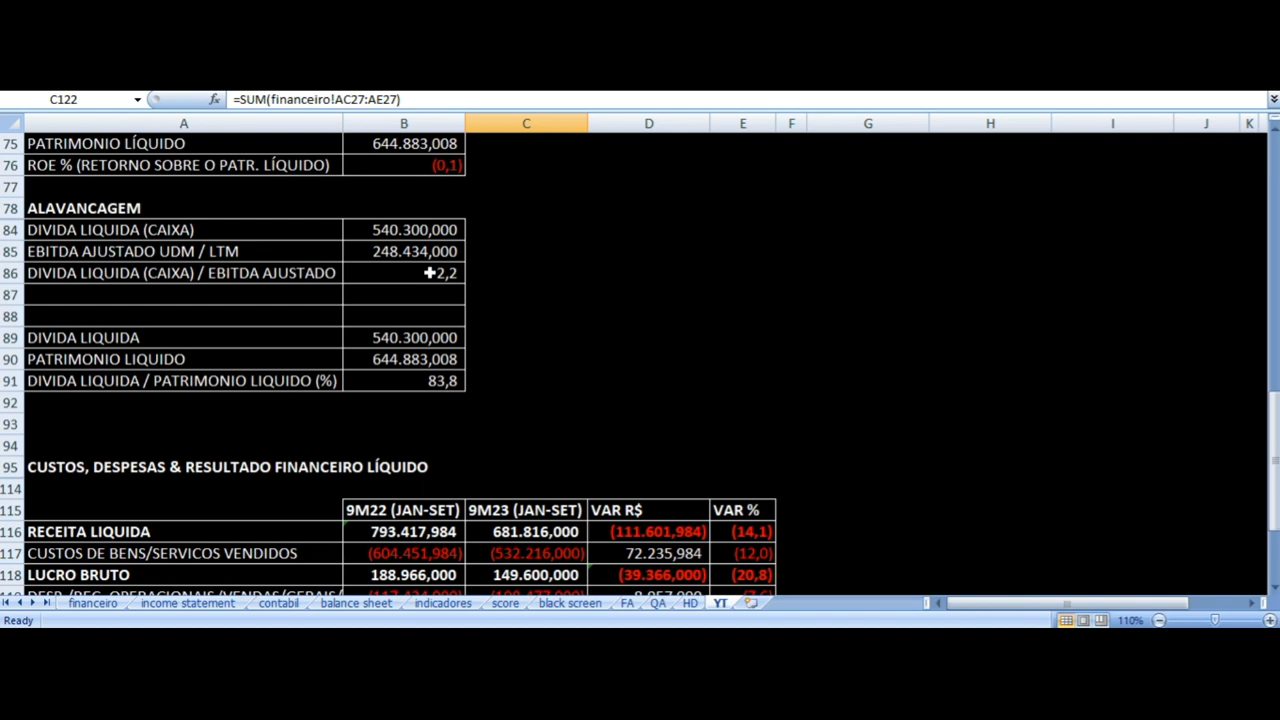 C122 fx =SUM(financeiro!AC27:AE27)
A B C D E F G H I J K
75 PATRIMONIO LÍQUIDO 644.883,008
76 ROE % (RETORNO SOBRE O PATR. LÍQUIDO) (0,1)
77
78 ALAVANCAGEM
84 DIVIDA LIQUIDA (CAIXA) 540.300,000
85 EBITDA AJUSTADO UDM / LTM 248.434,000
86 DIVIDA LIQUIDA (CAIXA) / EBITDA AJUSTADO 2,2
87
88
89 DIVIDA LIQUIDA 540.300,000
90 PATRIMONIO LIQUIDO 644.883,008
91 DIVIDA LIQUIDA / PATRIMONIO LIQUIDO (%) 83,8
92
93
94
95 CUSTOS, DESPESAS & RESULTADO FINANCEIRO LÍQUIDO
114
115 9M22 (JAN-SET) 9M23 (JAN-SET) VAR R$ VAR %
116 RECEITA LIQUIDA 793.417,984 681.816,000 (111.601,984) (14,1)
117 CUSTOS DE BENS/SERVICOS VENDIDOS (604.451,984) (532.216,000) 72.235,984 (12,0)
118 LUCRO BRUTO 188.966,000 149.600,000 (39.366,000) (20,8)
financeiro income statement contabil balance sheet indicadores score black screen FA QA HD YT
Ready 110%